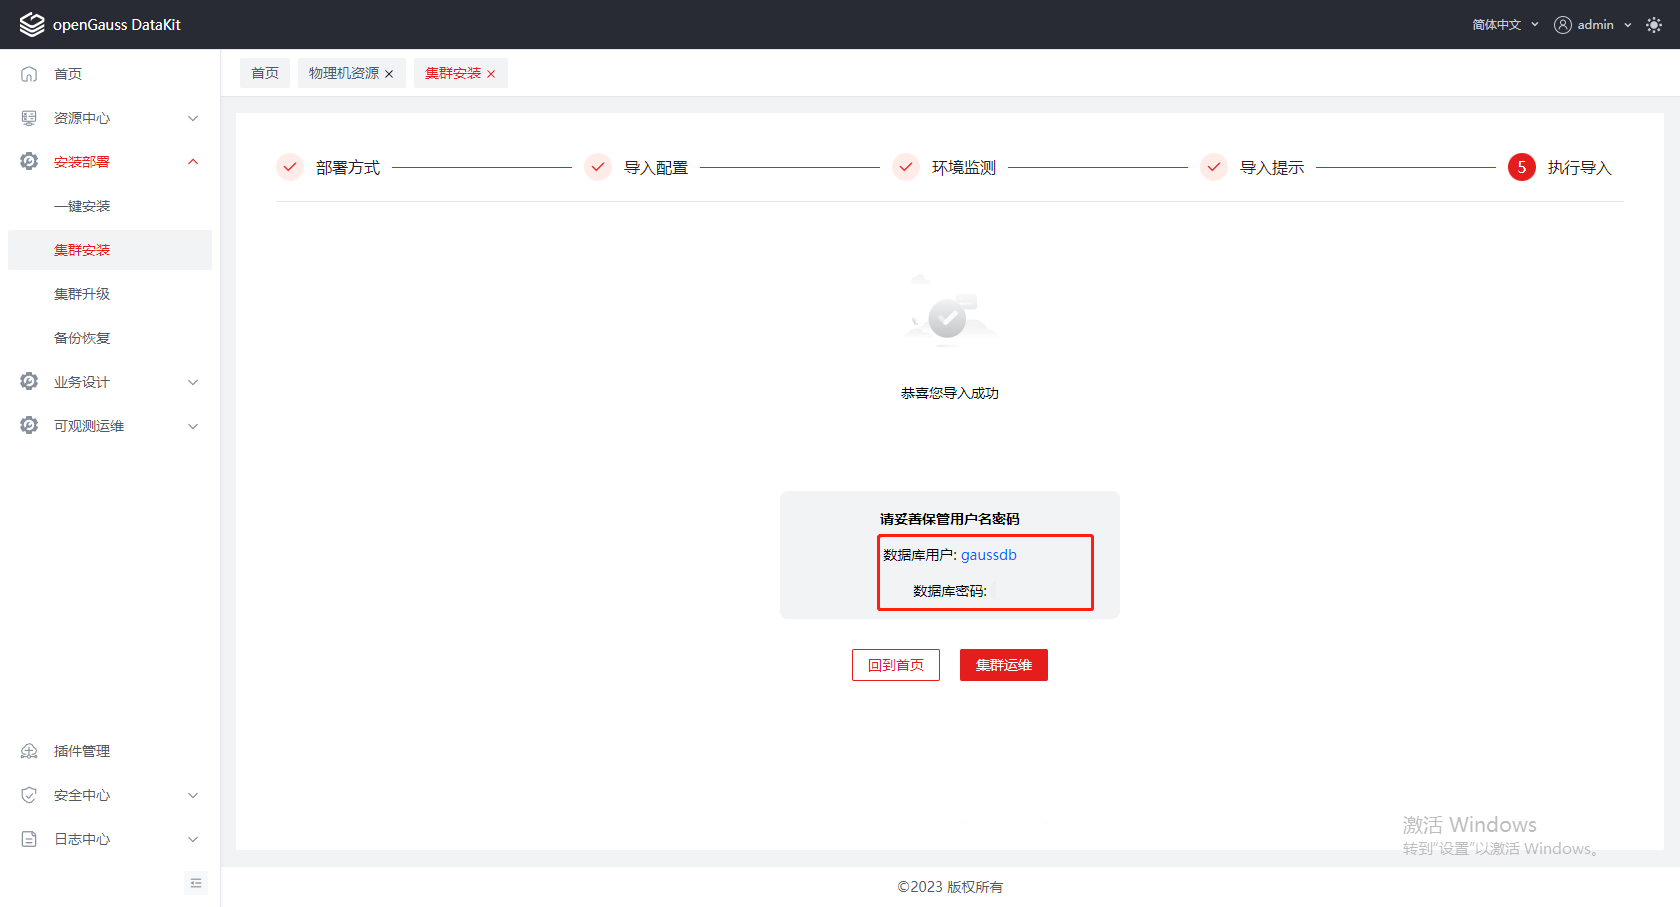 openGauss DataKit
简体中文
admin
首页
资源中心
安装部署
一键安装
集群安装
集群升级
备份恢复
业务设计
可观测运维
插件管理
安全中心
日志中心
首页
物理机资源
集群安装
部署方式
导入配置
环境监测
导入提示
5 执行导入
恭喜您导入成功
请妥善保管用户名密码
数据库用户: gaussdb
数据库密码:
回到首页
集群运维
激活 Windows
转到“设置”以激活 Windows。
©2023 版权所有